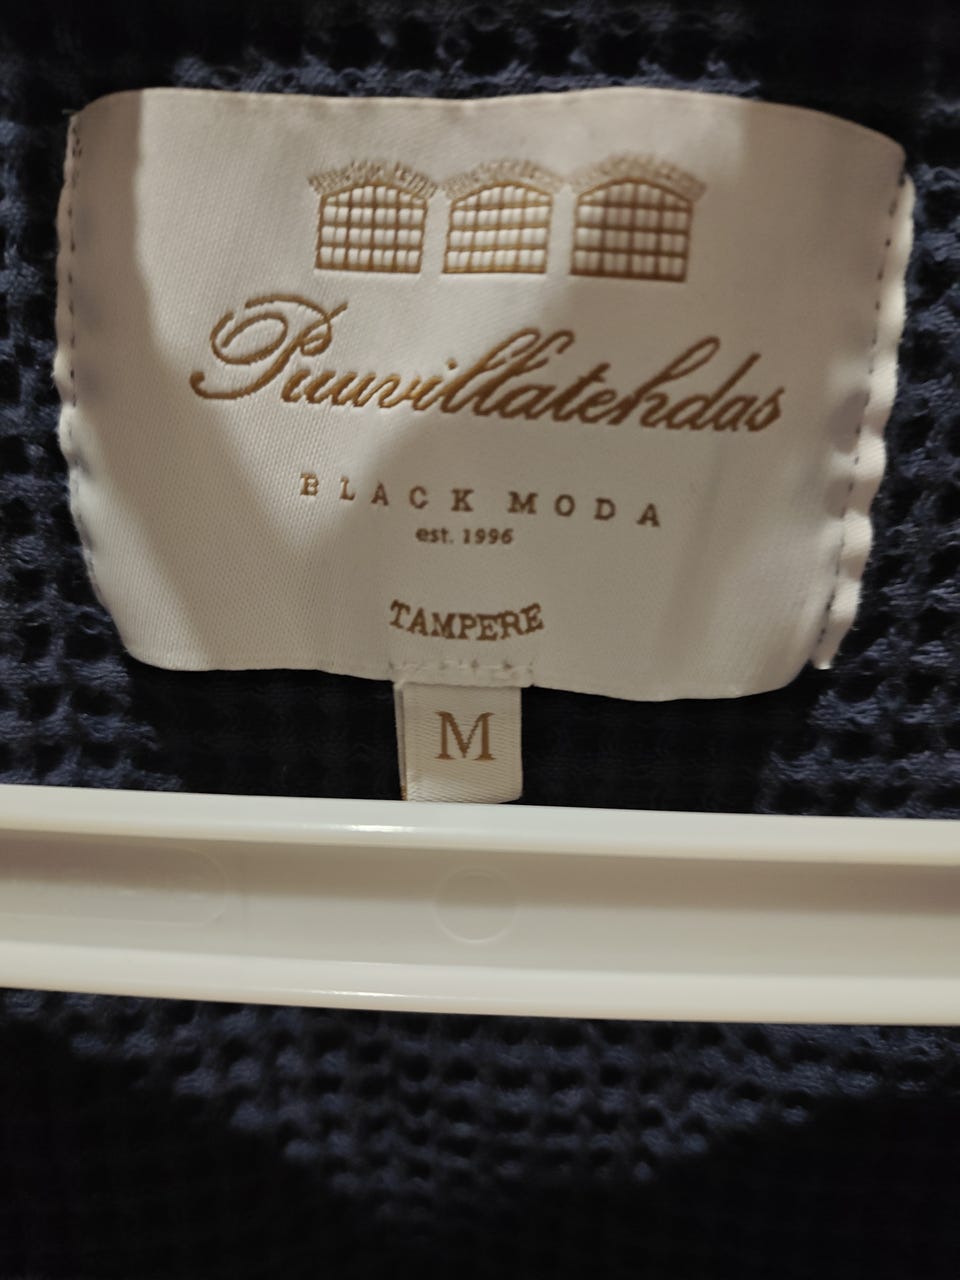 Puuvillatehdas
BLACK MODA
est. 1996
TAMPERE
M